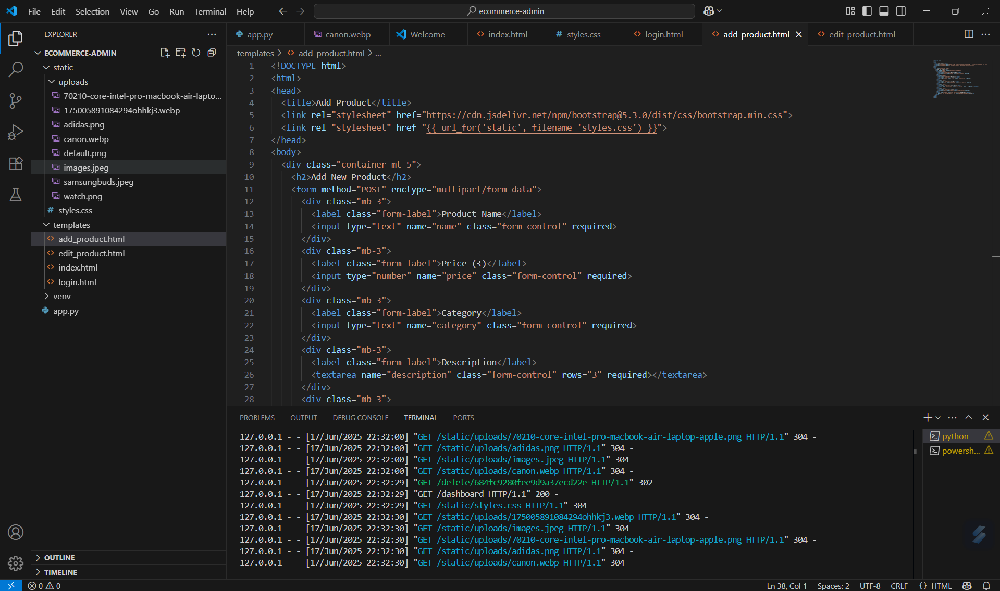 File Edit Selection View Go Run Terminal Help
ecommerce-admin
EXPLORER
ECOMMERCE-ADMIN
static
uploads
70210-core-intel-pro-macbook-air-lapto...
175005891084294ohhkj3.webp
adidas.png
canon.webp
default.png
images.jpeg
samsungbuds.jpeg
watch.png
# styles.css
templates
<> add_product.html
<> edit_product.html
<> index.html
<> login.html
venv
app.py
OUTLINE
TIMELINE
app.py canon.webp Welcome <> index.html # styles.css <> login.html <> add_product.html <> edit_product.html
templates > <> add_product.html > ...
1 <!DOCTYPE html>
2 <html>
3 <head>
4 <title>Add Product</title>
5 <link rel="stylesheet" href="https://cdn.jsdelivr.net/npm/bootstrap@5.3.0/dist/css/bootstrap.min.css">
6 <link rel="stylesheet" href="{{ url_for('static', filename='styles.css') }}">
7 </head>
8 <body>
9 <div class="container mt-5">
10 <h2>Add New Product</h2>
11 <form method="POST" enctype="multipart/form-data">
12 <div class="mb-3">
13 <label class="form-label">Product Name</label>
14 <input type="text" name="name" class="form-control" required>
15 </div>
16 <div class="mb-3">
17 <label class="form-label">Price (₹)</label>
18 <input type="number" name="price" class="form-control" required>
19 </div>
20 <div class="mb-3">
21 <label class="form-label">Category</label>
22 <input type="text" name="category" class="form-control" required>
23 </div>
24 <div class="mb-3">
25 <label class="form-label">Description</label>
26 <textarea name="description" class="form-control" rows="3" required></textarea>
27 </div>
28 <div class="mb-3">
PROBLEMS OUTPUT DEBUG CONSOLE TERMINAL PORTS
127.0.0.1 - - [17/Jun/2025 22:32:00] "GET /static/uploads/70210-core-intel-pro-macbook-air-laptop-apple.png HTTP/1.1" 304 -
127.0.0.1 - - [17/Jun/2025 22:32:00] "GET /static/uploads/adidas.png HTTP/1.1" 304 -
127.0.0.1 - - [17/Jun/2025 22:32:00] "GET /static/uploads/images.jpeg HTTP/1.1" 304 -
127.0.0.1 - - [17/Jun/2025 22:32:00] "GET /static/uploads/canon.webp HTTP/1.1" 304 -
127.0.0.1 - - [17/Jun/2025 22:32:29] "GET /delete/684fc9280fee9d9a37ecd22e HTTP/1.1" 302 -
127.0.0.1 - - [17/Jun/2025 22:32:29] "GET /dashboard HTTP/1.1" 200 -
127.0.0.1 - - [17/Jun/2025 22:32:29] "GET /static/styles.css HTTP/1.1" 304 -
127.0.0.1 - - [17/Jun/2025 22:32:30] "GET /static/uploads/175005891084294ohhkj3.webp HTTP/1.1" 304 -
127.0.0.1 - - [17/Jun/2025 22:32:30] "GET /static/uploads/images.jpeg HTTP/1.1" 304 -
127.0.0.1 - - [17/Jun/2025 22:32:30] "GET /static/uploads/70210-core-intel-pro-macbook-air-laptop-apple.png HTTP/1.1" 304 -
127.0.0.1 - - [17/Jun/2025 22:32:30] "GET /static/uploads/adidas.png HTTP/1.1" 304 -
127.0.0.1 - - [17/Jun/2025 22:32:30] "GET /static/uploads/canon.webp HTTP/1.1" 304 -
python
powersh...
0 0
Ln 38, Col 1 Spaces: 2 UTF-8 CRLF {} HTML